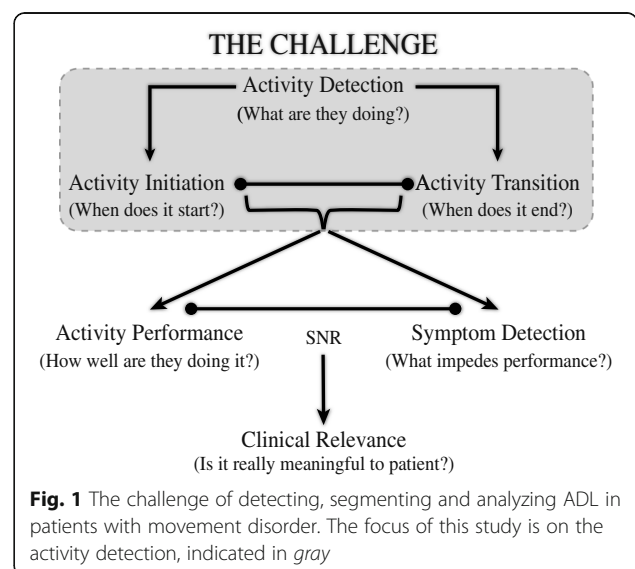 THE CHALLENGE
Activity Detection
(What are they doing?)
Activity Initiation
(When does it start?)
Activity Transition
(When does it end?)
Activity Performance
(How well are they doing it?)
SNR
Symptom Detection
(What impedes performance?)
Clinical Relevance
(Is it really meaningful to patient?)
Fig. 1 The challenge of detecting, segmenting and analyzing ADL in
patients with movement disorder. The focus of this study is on the
activity detection, indicated in gray